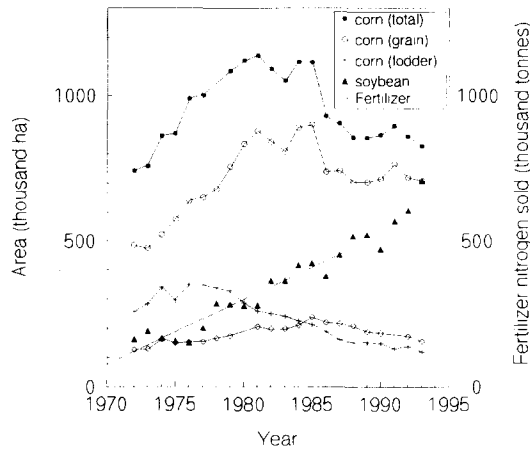 corn (total)
corn (grain)
corn (fodder)
soybean
Fertilizer
1000
500
0
Area (thousand ha)
1000
500
0
Fertilizer nitrogen sold (thousand tonnes)
1970 1975 1980 1985 1990 1995
Year